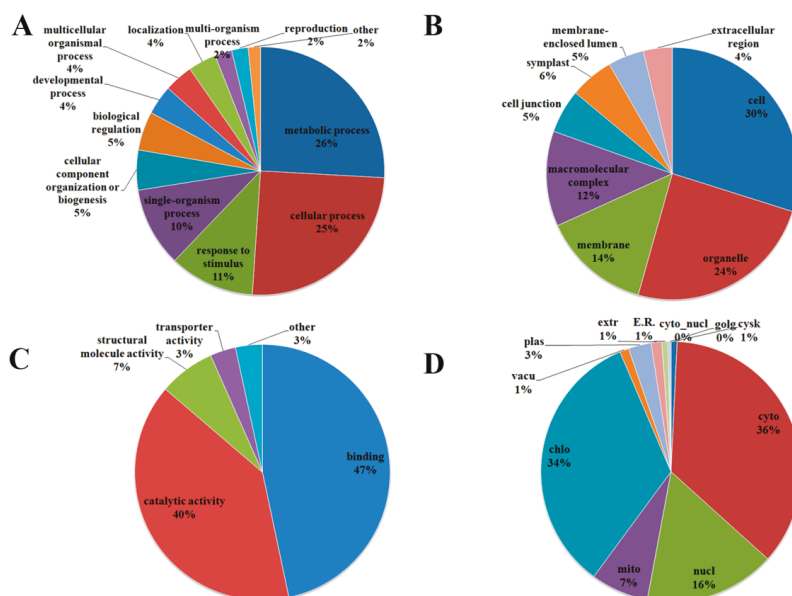 A
multicellular
organismal
process
4%
localization
4%
multi-organism
process
2%
reproduction
2%
other
2%
developmental
process
4%
biological
regulation
5%
cellular
component
organization or
biogenesis
5%
single-organism
process
10%
response to
stimulus
11%
cellular process
25%
metabolic process
26%
B
membrane-
enclosed lumen
5%
extracellular
region
4%
symplast
6%
cell junction
5%
macromolecular
complex
12%
membrane
14%
organelle
24%
cell
30%
C
structural
molecule activity
7%
transporter
activity
3%
other
3%
binding
47%
catalytic activity
40%
D
plas
3%
extr
1%
E.R.
1%
cyto_nucl
0%
golg
0%
cysk
1%
vacu
1%
chlo
34%
mito
7%
nucl
16%
cyto
36%